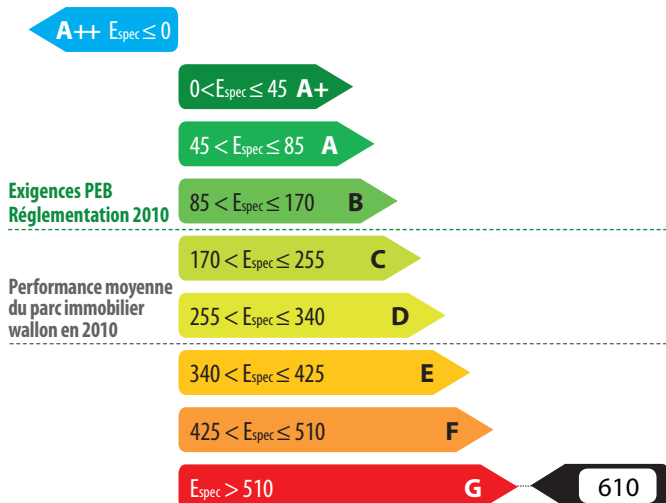 A++ Espec ≤ 0
0 < Espec ≤ 45 A+
45 < Espec ≤ 85 A
Exigences PEB
Réglementation 2010
85 < Espec ≤ 170 B
170 < Espec ≤ 255 C
Performance moyenne
du parc immobilier
wallon en 2010
255 < Espec ≤ 340 D
340 < Espec ≤ 425 E
425 < Espec ≤ 510 F
Espec > 510 G
610